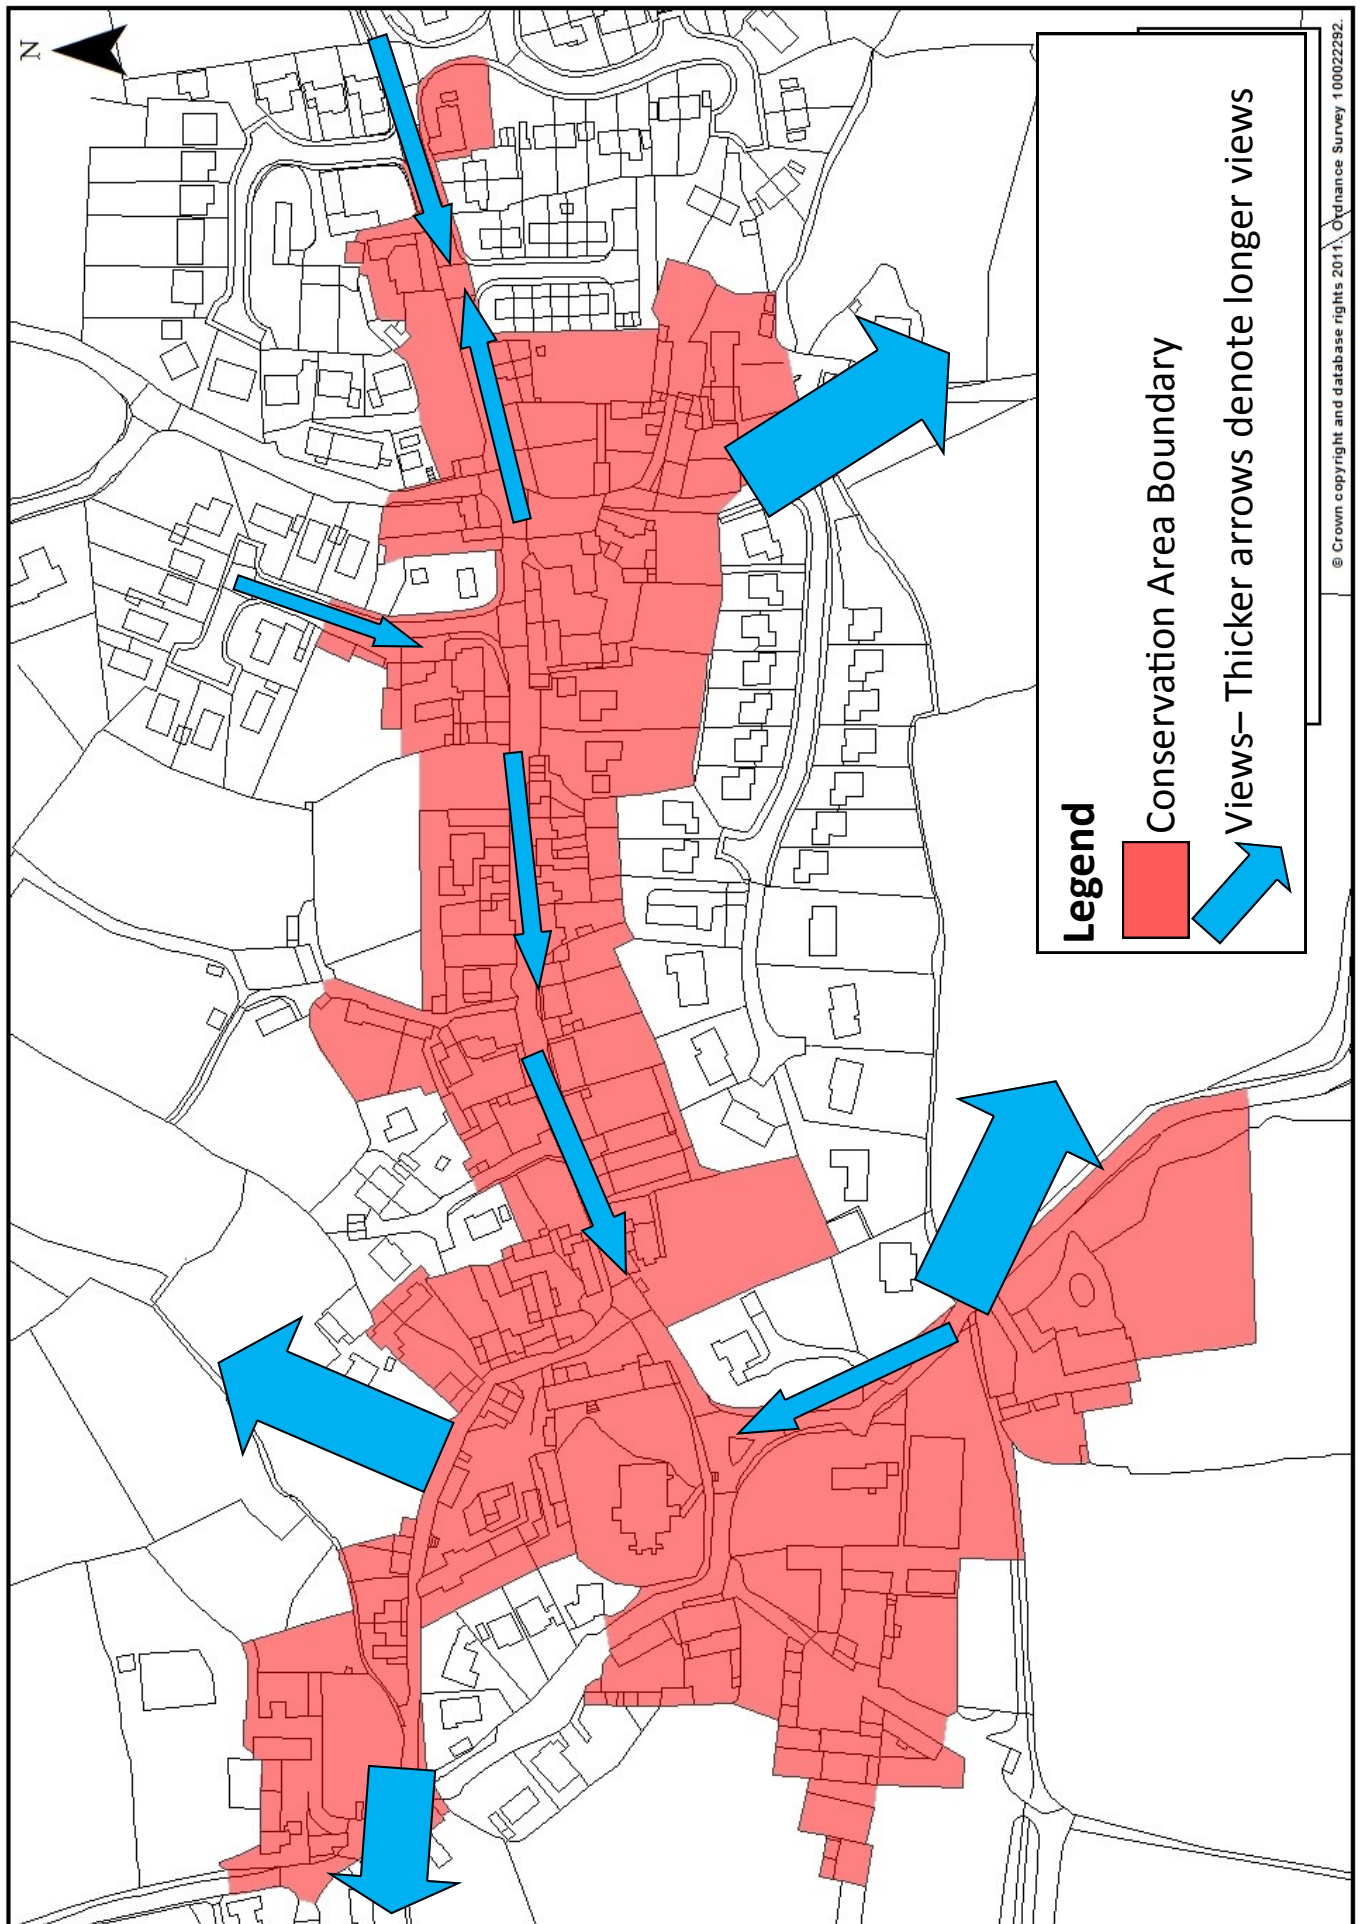 N
Legend
Conservation Area Boundary
Views– Thicker arrows denote longer views
© Crown copyright and database rights 2011. Ordnance Survey 100022292.